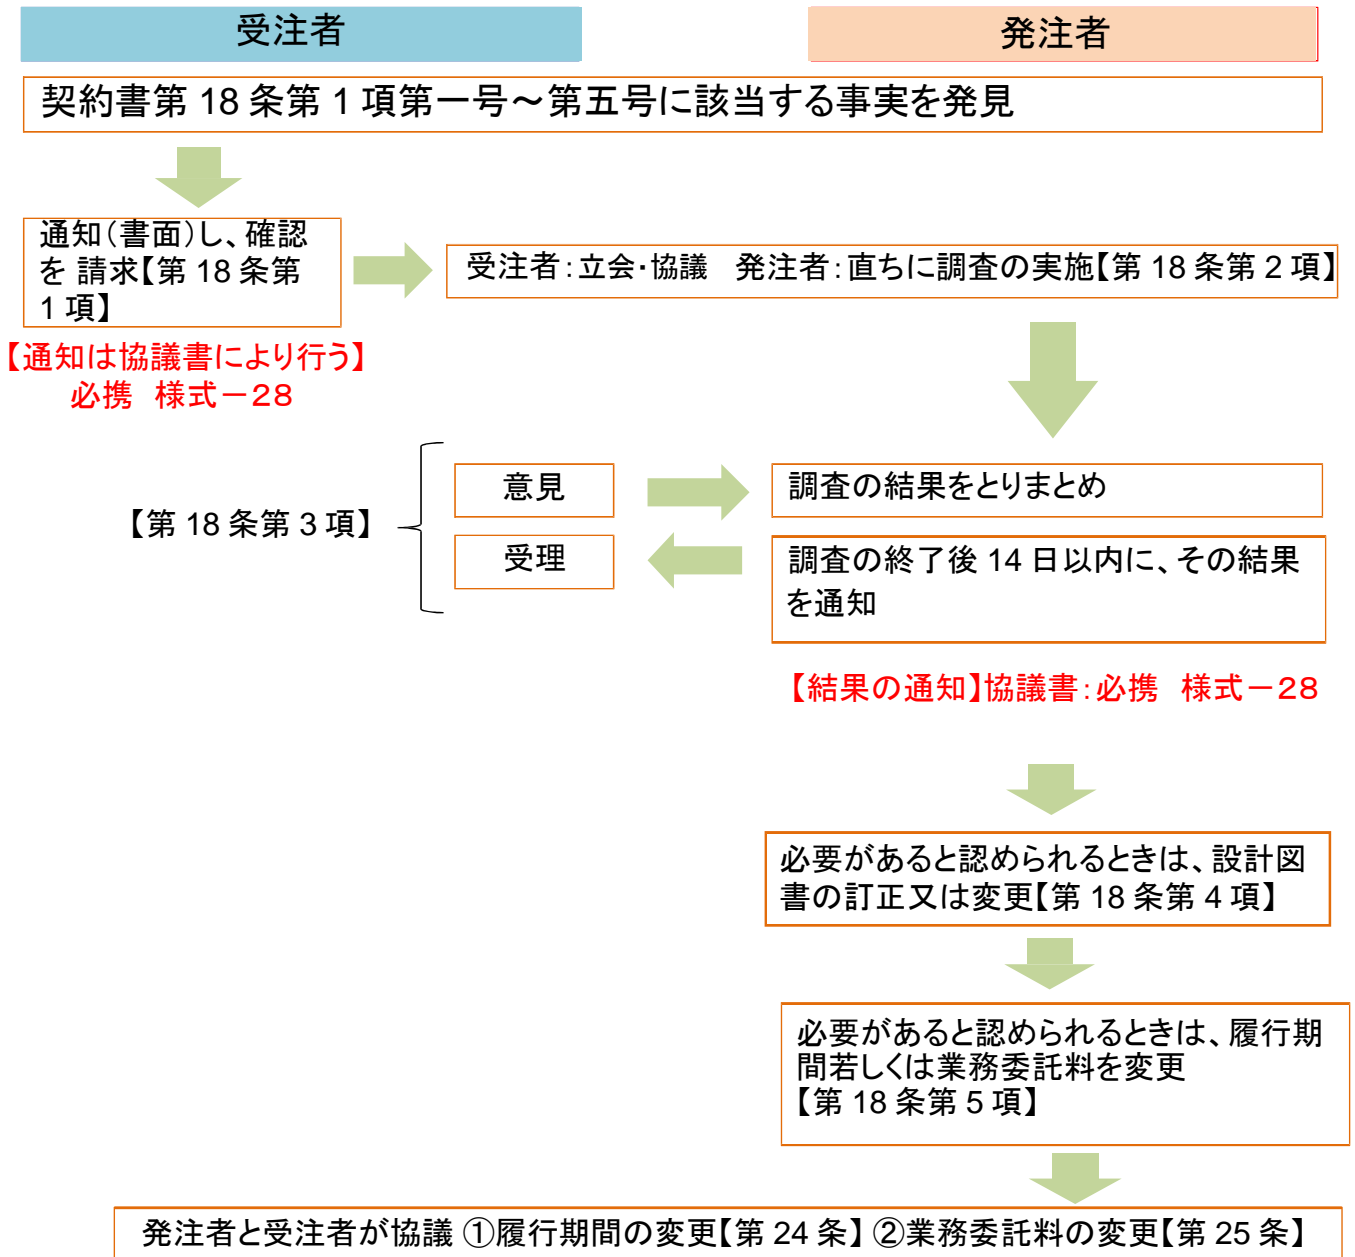 受注者
発注者
契約書第 18 条第 1 項第一号～第五号に該当する事実を発見
通知（書面）し、確認
を 請求【第 18 条第
1 項】
受注者：立会・協議　発注者：直ちに調査の実施【第 18 条第 2 項】
【通知は協議書により行う】
必携　様式－２８
【第 18 条第 3 項】
意見
調査の結果をとりまとめ
受理
調査の終了後 14 日以内に、その結果
を通知
【結果の通知】協議書：必携　様式－２８
必要があると認められるときは、設計図
書の訂正又は変更【第 18 条第 4 項】
必要があると認められるときは、履行期
間若しくは業務委託料を変更
【第 18 条第 5 項】
発注者と受注者が協議 ①履行期間の変更【第 24 条】 ②業務委託料の変更【第 25 条】